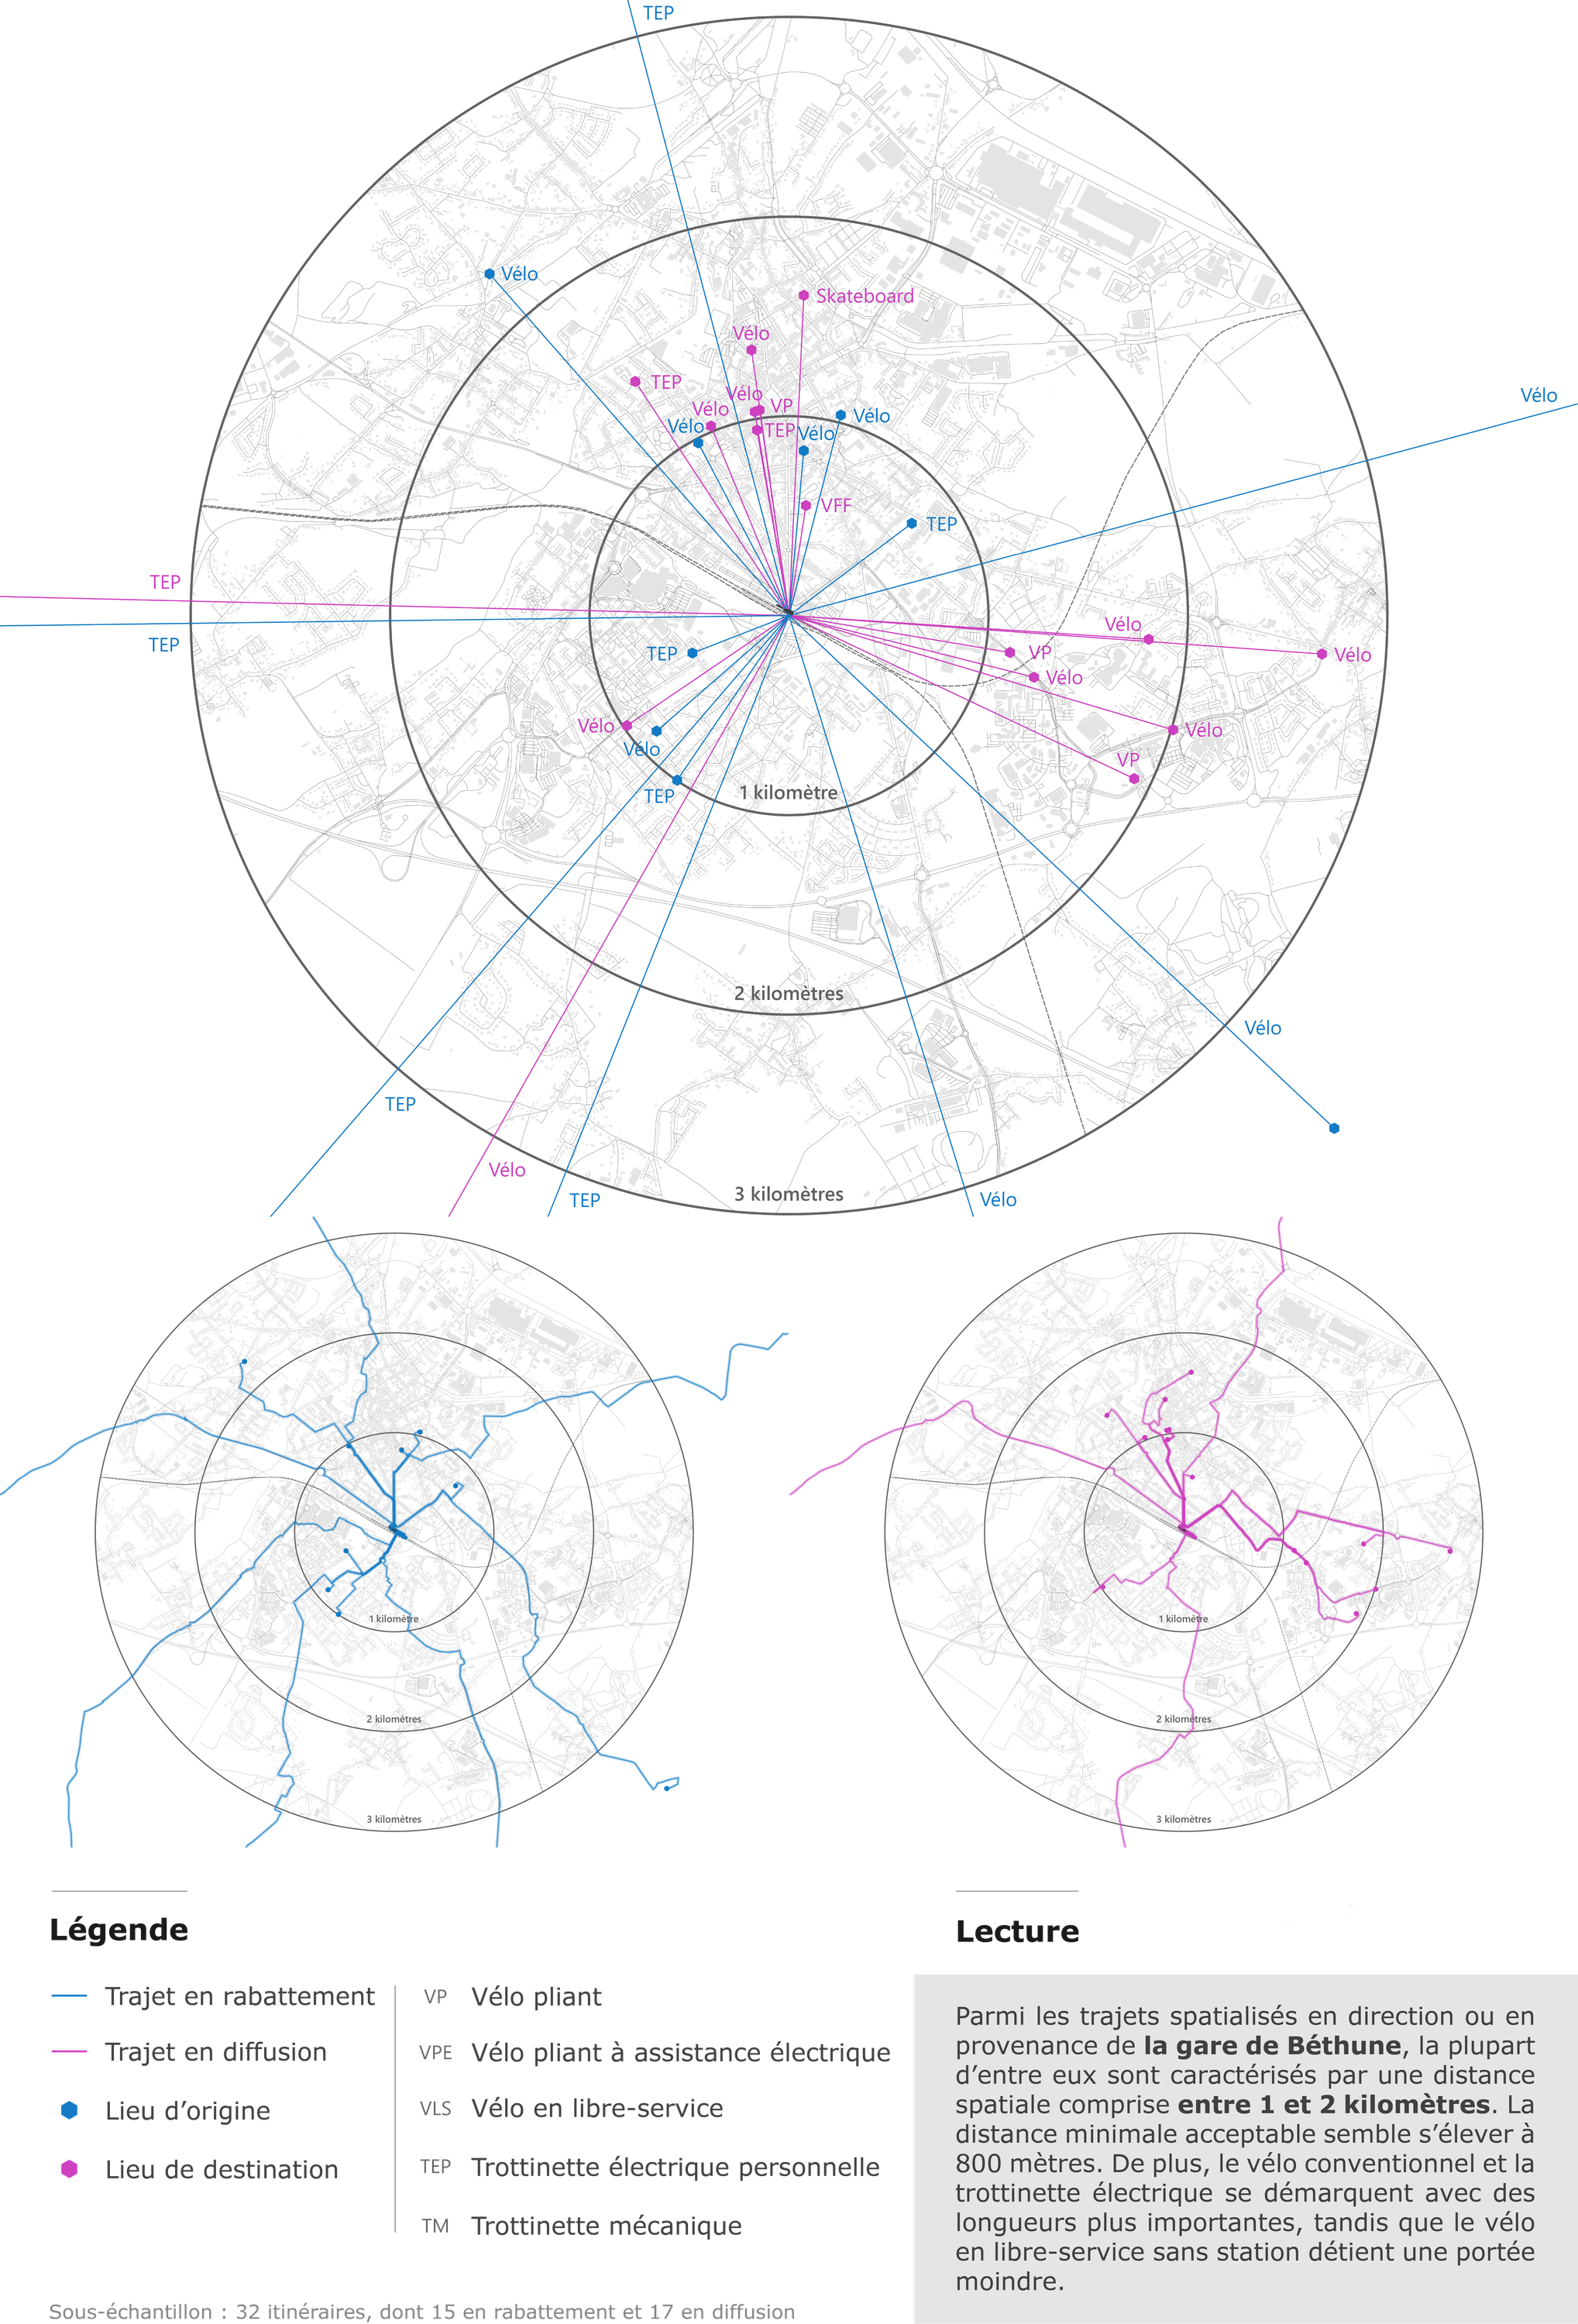 TEP
Vélo
Skateboard
Vélo
Vélo
TEP
Vélo
VP
Vélo
Vélo
Vélo
TEP
Vélo
VFF
TEP
TEP
TEP
Vélo
TEP
VP
Vélo
Vélo
Vélo
Vélo
Vélo
VP
TEP
1 kilomètre
2 kilomètres
Vélo
TEP
Vélo
3 kilomètres
TEP
Vélo
1 kilomètre
2 kilomètres
3 kilomètres
1 kilomètre
2 kilomètres
3 kilomètres
Légende
Trajet en rabattement
Trajet en diffusion
Lieu d’origine
Lieu de destination
VP Vélo pliant
VPE Vélo pliant à assistance électrique
VLS Vélo en libre-service
TEP Trottinette électrique personnelle
TM Trottinette mécanique
Sous-échantillon : 32 itinéraires, dont 15 en rabattement et 17 en diffusion
Lecture
Parmi les trajets spatialisés en direction ou en
provenance de la gare de Béthune, la plupart
d’entre eux sont caractérisés par une distance
spatiale comprise entre 1 et 2 kilomètres. La
distance minimale acceptable semble s’élever à
800 mètres. De plus, le vélo conventionnel et la
trottinette électrique se démarquent avec des
longueurs plus importantes, tandis que le vélo
en libre-service sans station détient une portée
moindre.